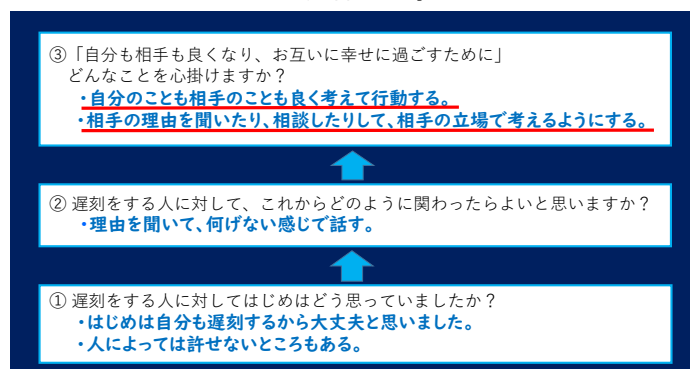 ③「自分も相手も良くなり、お互いに幸せに過ごすために」
どんなことを心掛けますか？
・自分のことも相手のことも良く考えて行動する。
・相手の理由を聞いたり、相談したりして、相手の立場で考えるようにする。
② 遅刻をする人に対して、これからどのように関わったらよいと思いますか？
・理由を聞いて、何げない感じで話す。
① 遅刻をする人に対してはじめはどう思っていましたか？
・はじめは自分も遅刻するから大丈夫と思いました。
・人によっては許せないところもある。